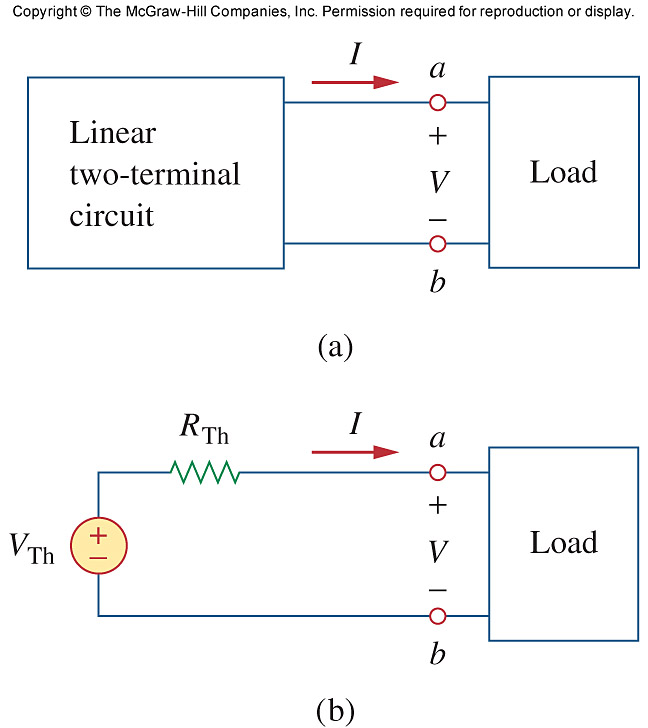 Copyright © The McGraw-Hill Companies, Inc. Permission required for reproduction or display.
I
a
Linear
two-terminal
circuit
+
V
–
Load
b
(a)
R_Th
I
a
V_Th
+
–
+
V
–
Load
b
(b)